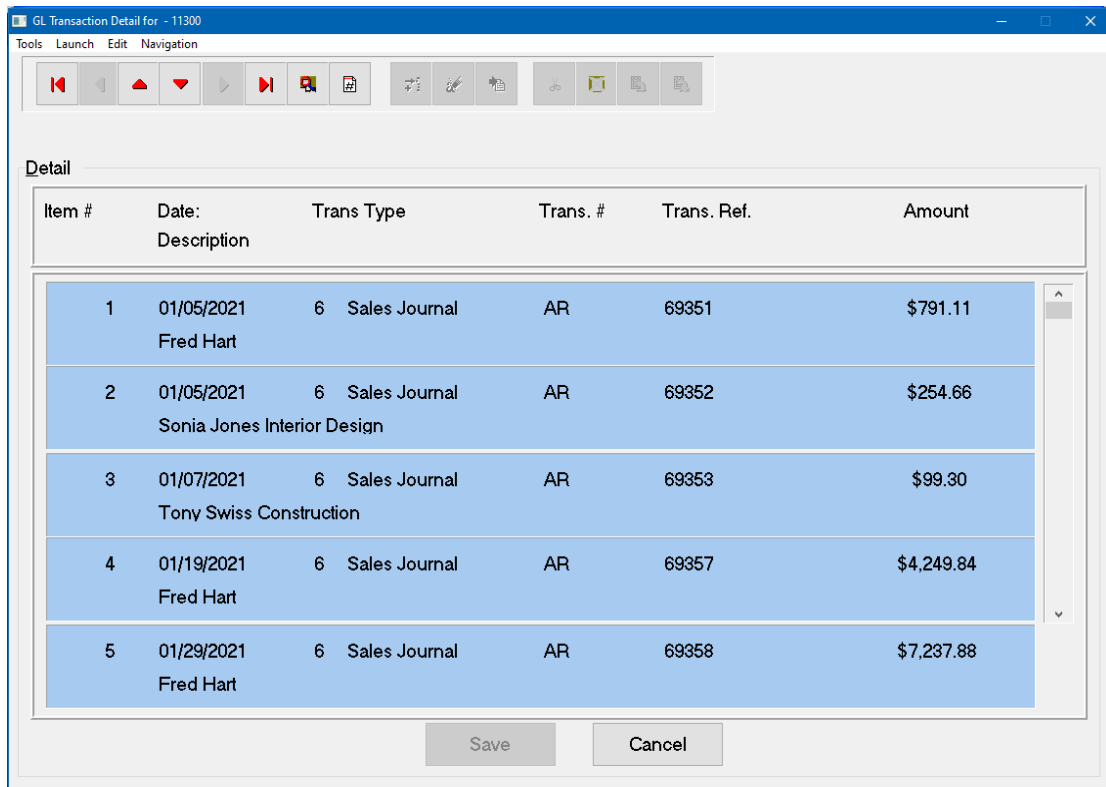 GL Transaction Detail for - 11300
Tools Launch Edit Navigation
Detail
Item # Date: Trans Type Trans. # Trans. Ref. Amount
Description
1 01/05/2021 6 Sales Journal AR 69351 $791.11
Fred Hart
2 01/05/2021 6 Sales Journal AR 69352 $254.66
Sonia Jones Interior Design
3 01/07/2021 6 Sales Journal AR 69353 $99.30
Tony Swiss Construction
4 01/19/2021 6 Sales Journal AR 69357 $4,249.84
Fred Hart
5 01/29/2021 6 Sales Journal AR 69358 $7,237.88
Fred Hart
Save Cancel